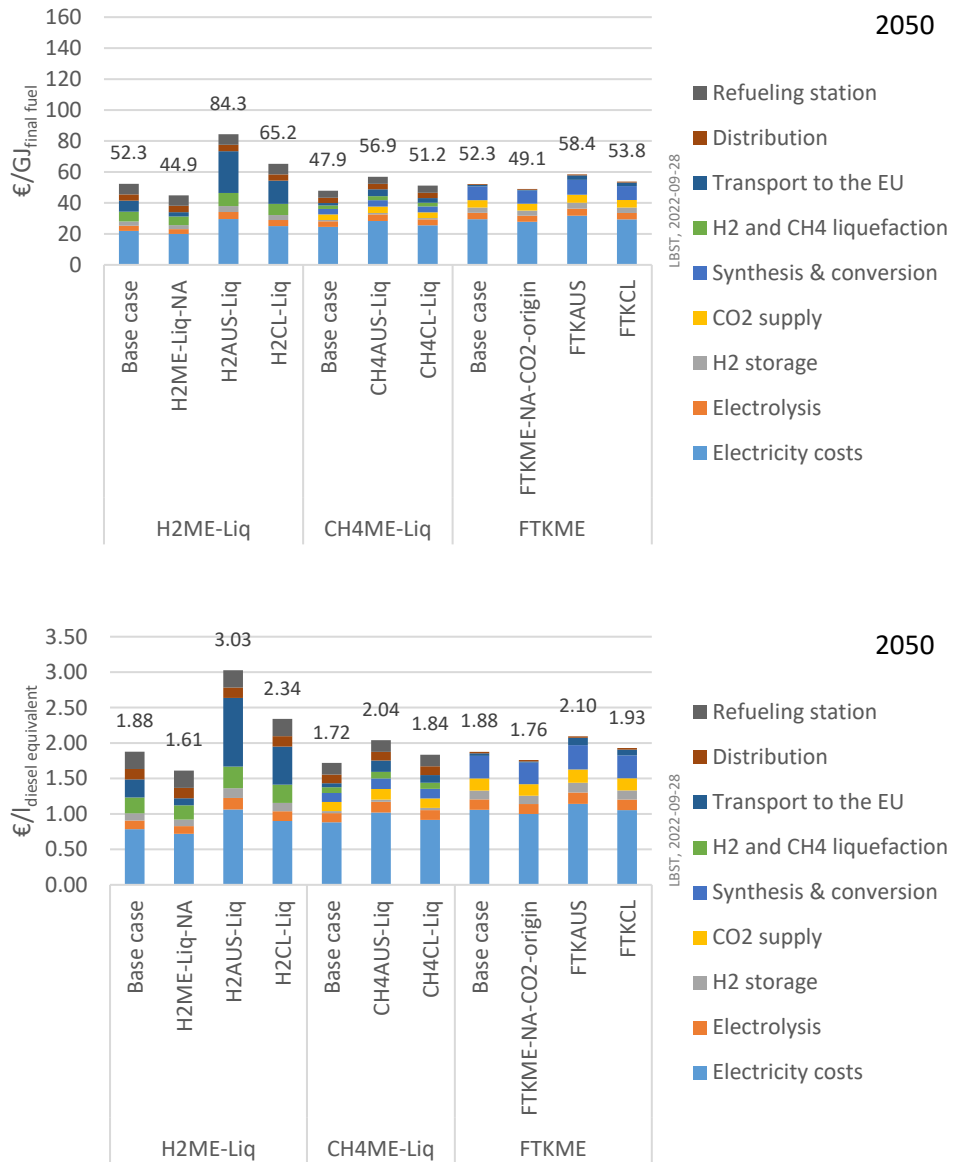 2050
160
140
120
100
80
60
40
20
0
€/GJfinal fuel
52.3
44.9
84.3
65.2
47.9
56.9
51.2
52.3
49.1
58.4
53.8
Base case
H2ME-Liq-NA
H2AUS-Liq
H2CL-Liq
Base case
CH4AUS-Liq
CH4CL-Liq
Base case
FTKME-NA-CO2-origin
FTKAUS
FTKCL
H2ME-Liq
CH4ME-Liq
FTKME
LBST, 2022-09-28
Refueling station
Distribution
Transport to the EU
H2 and CH4 liquefaction
Synthesis & conversion
CO2 supply
H2 storage
Electrolysis
Electricity costs
2050
3.50
3.00
2.50
2.00
1.50
1.00
0.50
0.00
€/ldiesel equivalent
1.88
1.61
3.03
2.34
1.72
2.04
1.84
1.88
1.76
2.10
1.93
Base case
H2ME-Liq-NA
H2AUS-Liq
H2CL-Liq
Base case
CH4AUS-Liq
CH4CL-Liq
Base case
FTKME-NA-CO2-origin
FTKAUS
FTKCL
H2ME-Liq
CH4ME-Liq
FTKME
LBST, 2022-09-28
Refueling station
Distribution
Transport to the EU
H2 and CH4 liquefaction
Synthesis & conversion
CO2 supply
H2 storage
Electrolysis
Electricity costs